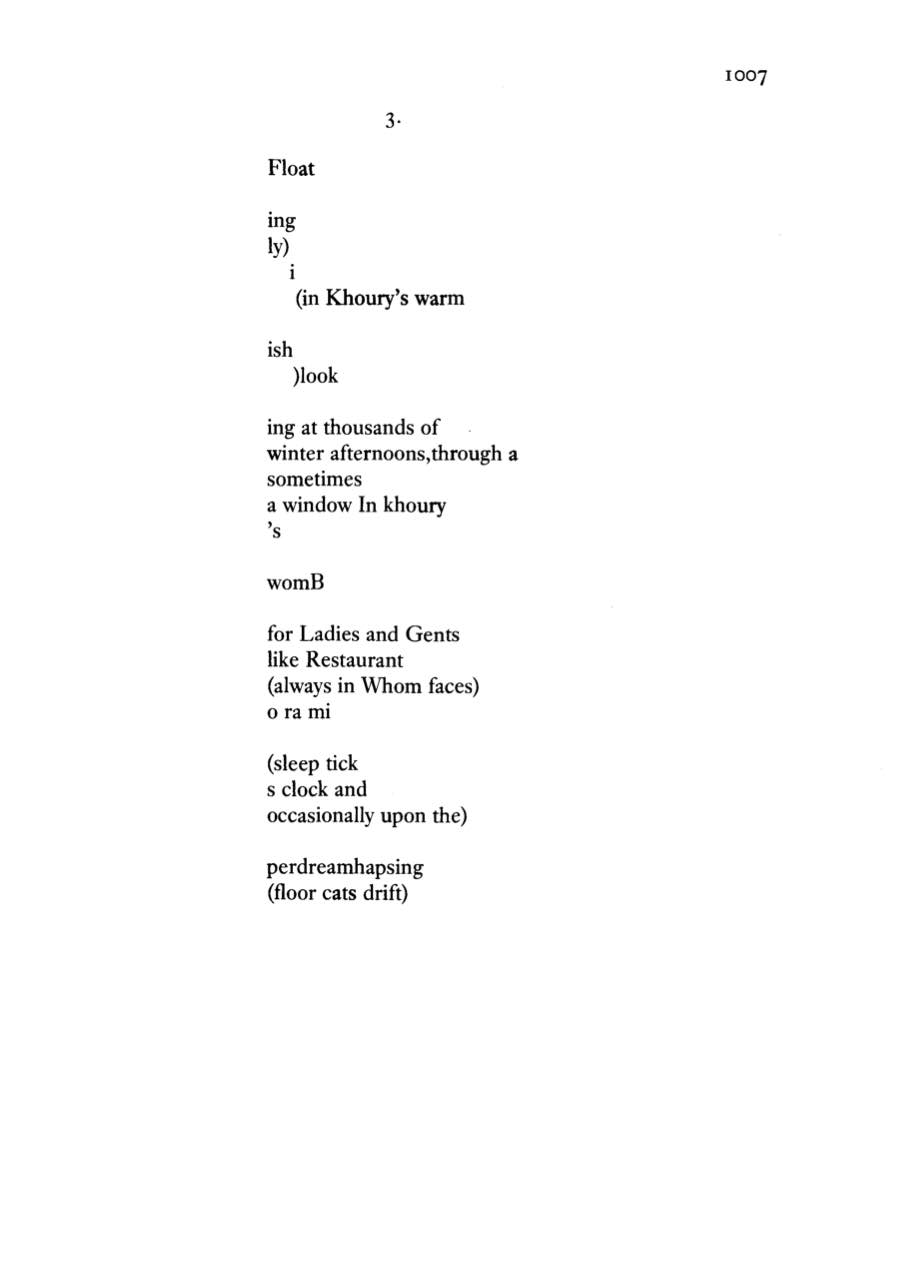 1007
3.
Float
ing
ly)
i
(in Khoury's warm
ish
)look
ing at thousands of
winter afternoons,through a
sometimes
a window In khoury
's
womB
for Ladies and Gents
like Restaurant
(always in Whom faces)
o ra mi
(sleep tick
s clock and
occasionally upon the)
perdreamhapsing
(floor cats drift)